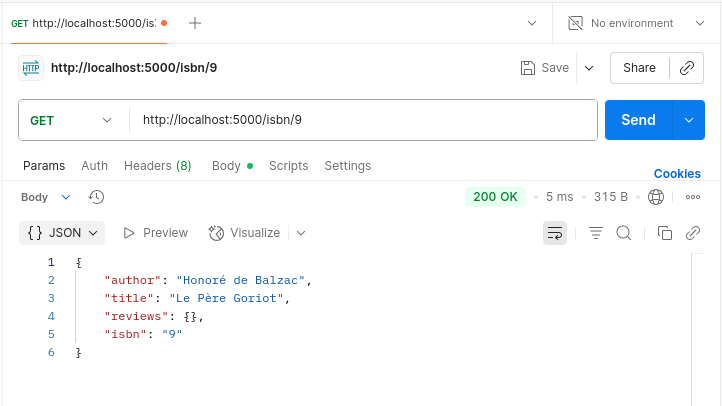 GET http://localhost:5000/is
No environment
HTTP http://localhost:5000/isbn/9
Save
Share
GET
http://localhost:5000/isbn/9
Send
Params Auth Headers (8) Body Scripts Settings
Cookies
Body
200 OK 5 ms 315 B
{} JSON Preview Visualize
1 {
2 "author": "Honoré de Balzac",
3 "title": "Le Père Goriot",
4 "reviews": {},
5 "isbn": "9"
6 }